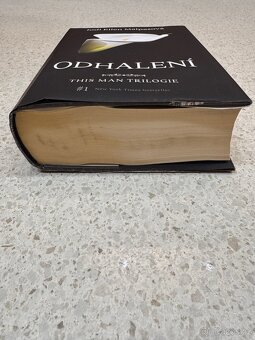 Jodi Ellen Malpasová
ODHALENÍ
THIS MAN TRILOGIE
#1 New York Times bestseller